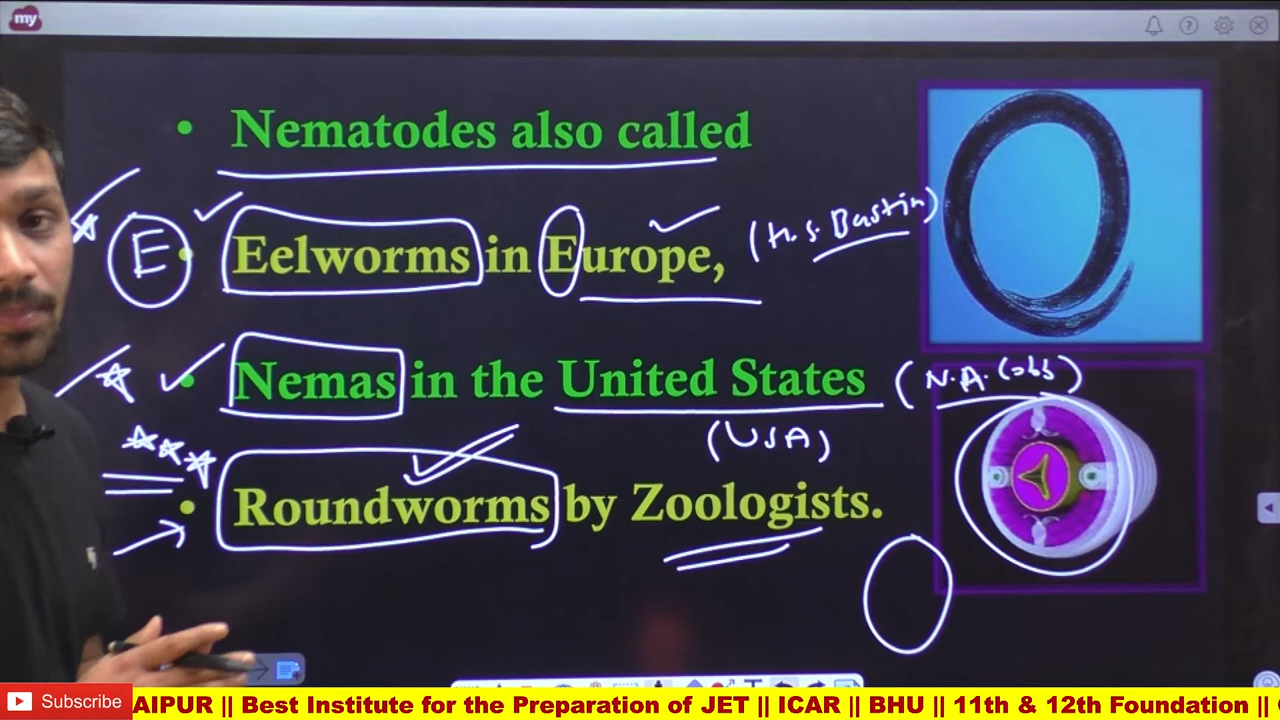 my
• Nematodes also called
E • Eelworms in Europe, (H. S. Bastin)
• Nemas in the United States (N.A. Cobb)
(USA)
• Roundworms by Zoologists.
Subscribe AIPUR || Best Institute for the Preparation of JET || ICAR || BHU || 11th & 12th Foundation ||